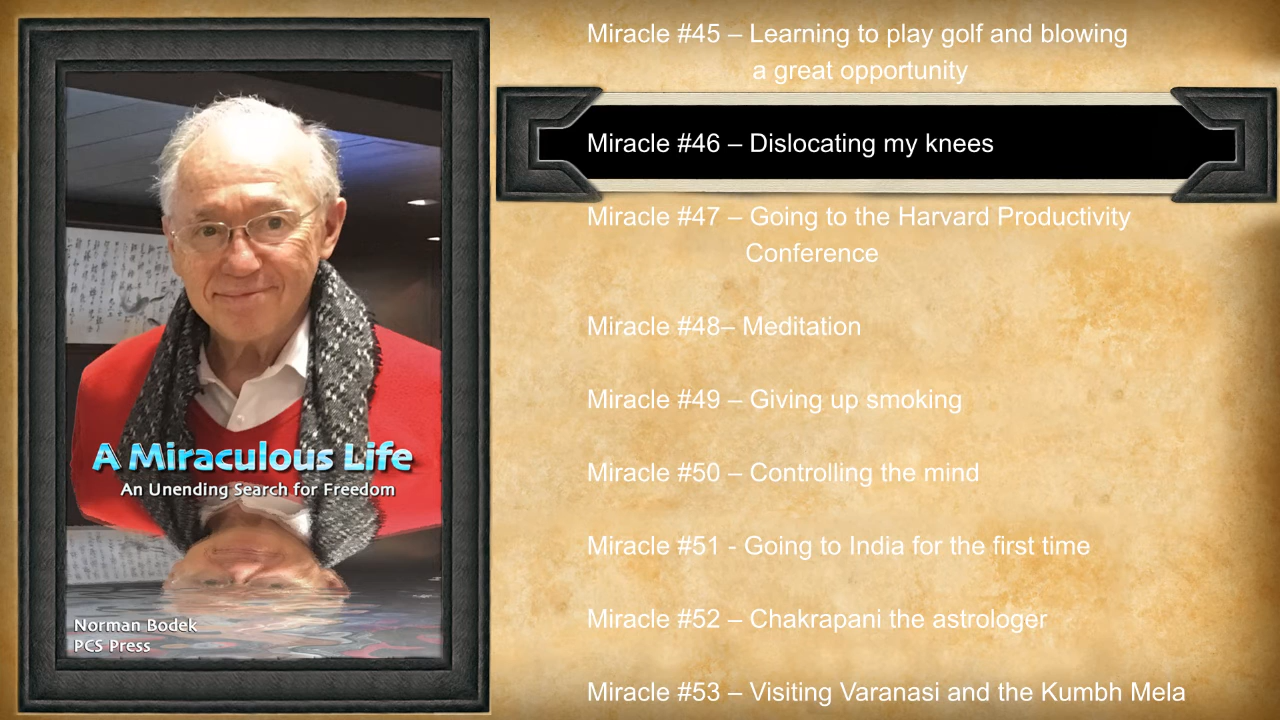 A Miraculous Life
An Unending Search for Freedom
Norman Bodek
PCS Press
Miracle #45 – Learning to play golf and blowing
a great opportunity
Miracle #46 – Dislocating my knees
Miracle #47 – Going to the Harvard Productivity
Conference
Miracle #48– Meditation
Miracle #49 – Giving up smoking
Miracle #50 – Controlling the mind
Miracle #51 - Going to India for the first time
Miracle #52 – Chakrapani the astrologer
Miracle #53 – Visiting Varanasi and the Kumbh Mela